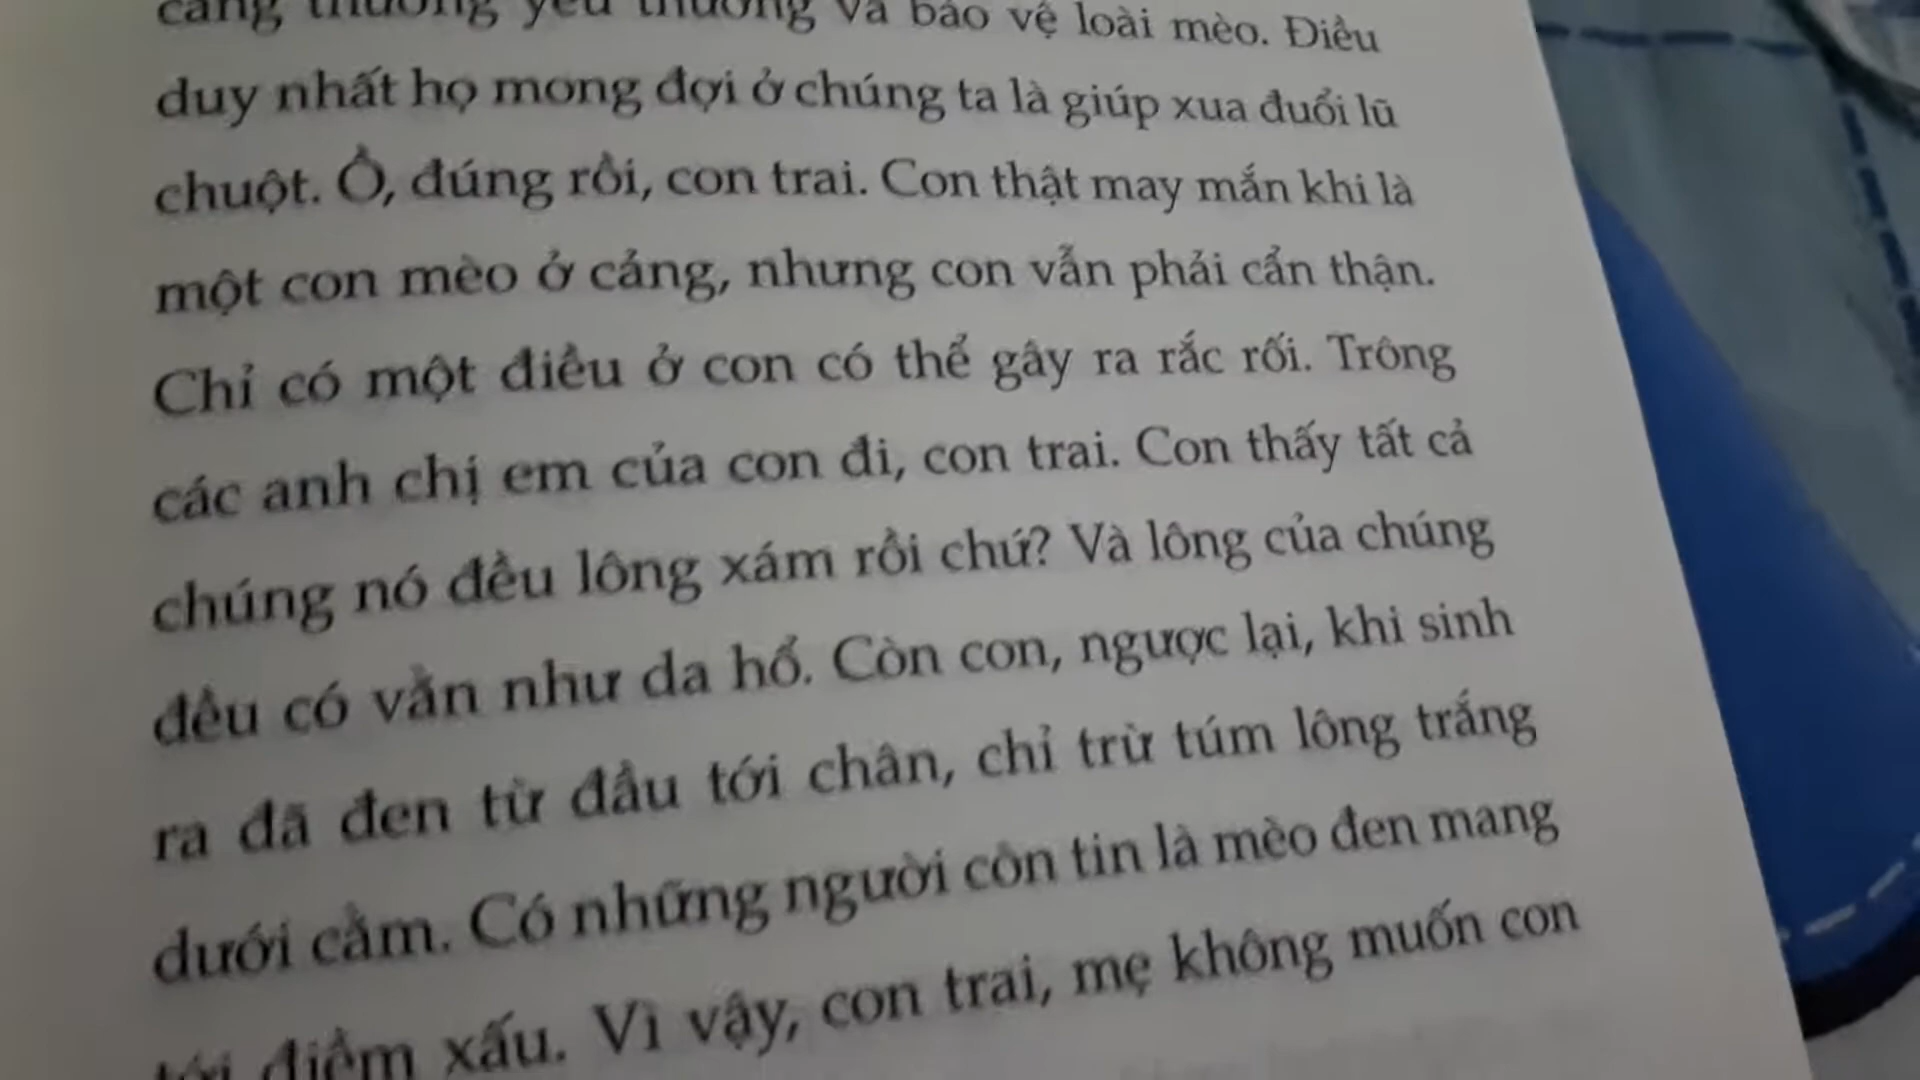 cảng thường yêu thương và bảo vệ loài mèo. Điều
duy nhất họ mong đợi ở chúng ta là giúp xua đuổi lũ
chuột. Ồ, đúng rồi, con trai. Con thật may mắn khi là
một con mèo ở cảng, nhưng con vẫn phải cẩn thận.
Chỉ có một điều ở con có thể gây ra rắc rối. Trông
các anh chị em của con đi, con trai. Con thấy tất cả
chúng nó đều lông xám rồi chứ? Và lông của chúng
đều có vằn như da hổ. Còn con, ngược lại, khi sinh
ra đã đen từ đầu tới chân, chỉ trừ túm lông trắng
dưới cằm. Có những người còn tin là mèo đen mang
tới điềm xấu. Vì vậy, con trai, mẹ không muốn con